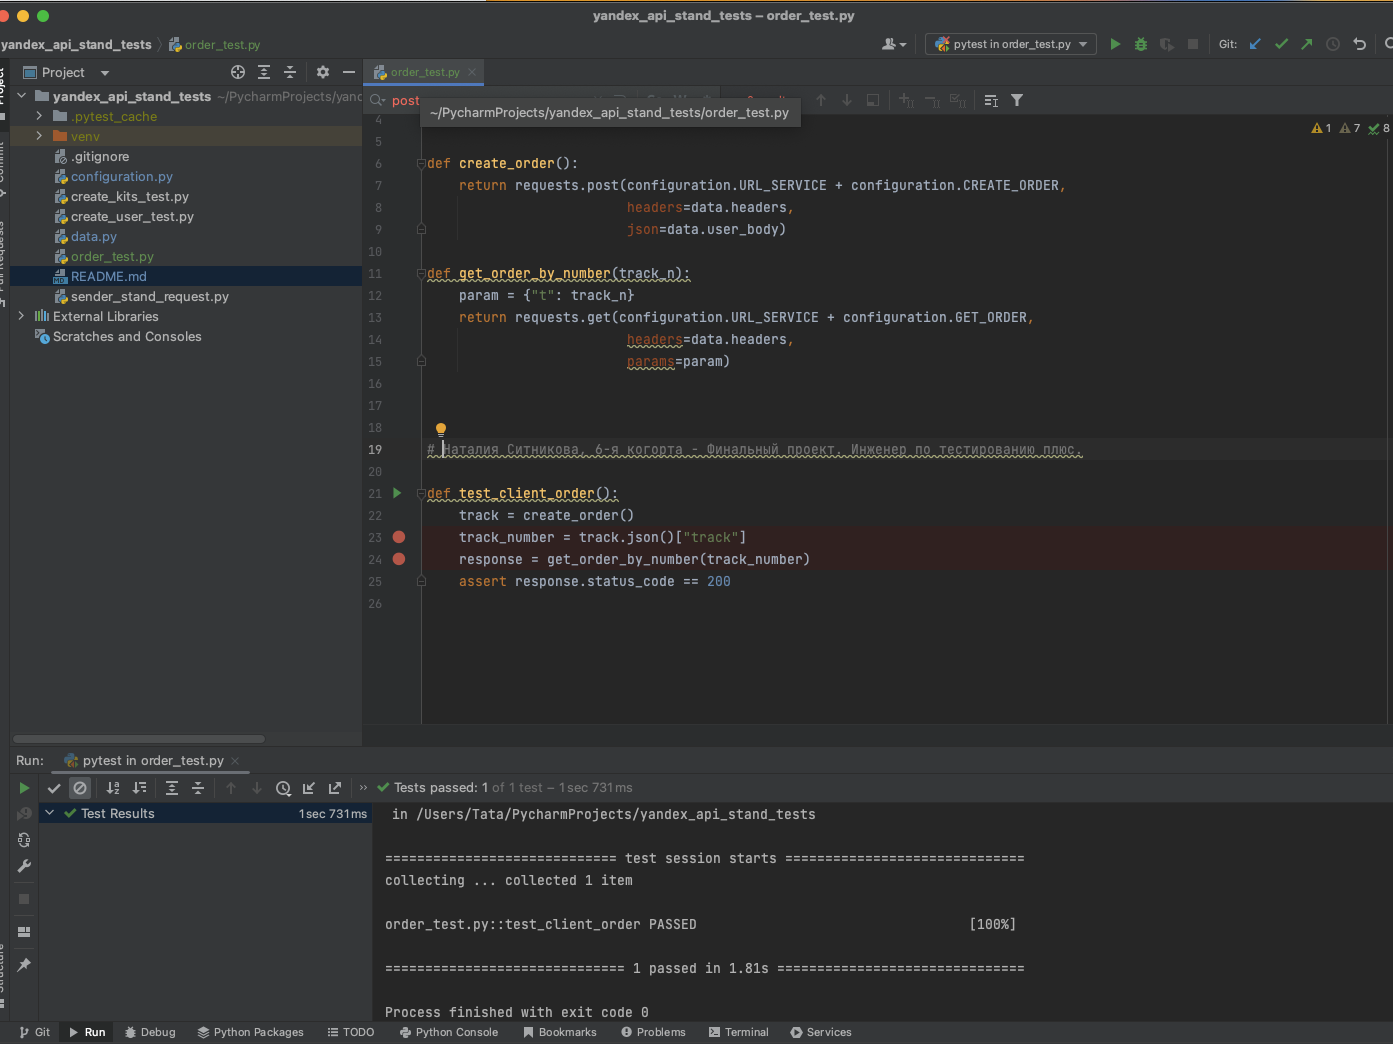 yandex_api_stand_tests – order_test.py
yandex_api_stand_tests
order_test.py
pytest in order_test.py
Git:
Project
order_test.py
yandex_api_stand_tests ~/PycharmProjects/yand
post
~/PycharmProjects/yandex_api_stand_tests/order_test.py
.pytest_cache
venv
.gitignore
configuration.py
create_kits_test.py
create_user_test.py
data.py
order_test.py
README.md
sender_stand_request.py
External Libraries
Scratches and Consoles
1 7 8
4
5
6 def create_order():
7 return requests.post(configuration.URL_SERVICE + configuration.CREATE_ORDER,
8 headers=data.headers,
9 json=data.user_body)
10
11 def get_order_by_number(track_n):
12 param = {"t": track_n}
13 return requests.get(configuration.URL_SERVICE + configuration.GET_ORDER,
14 headers=data.headers,
15 params=param)
16
17
18
19 # Наталия Ситникова, 6-я когорта - Финальный проект. Инженер по тестированию плюс.
20
21 def test_client_order():
22 track = create_order()
23 track_number = track.json()["track"]
24 response = get_order_by_number(track_number)
25 assert response.status_code == 200
26
Run: pytest in order_test.py
Tests passed: 1 of 1 test – 1 sec 731 ms
Test Results 1 sec 731 ms
in /Users/Tata/PycharmProjects/yandex_api_stand_tests
============================= test session starts ==============================
collecting ... collected 1 item
order_test.py::test_client_order PASSED [100%]
============================== 1 passed in 1.81s ===============================
Process finished with exit code 0
Git Run Debug Python Packages TODO Python Console Bookmarks Problems Terminal Services